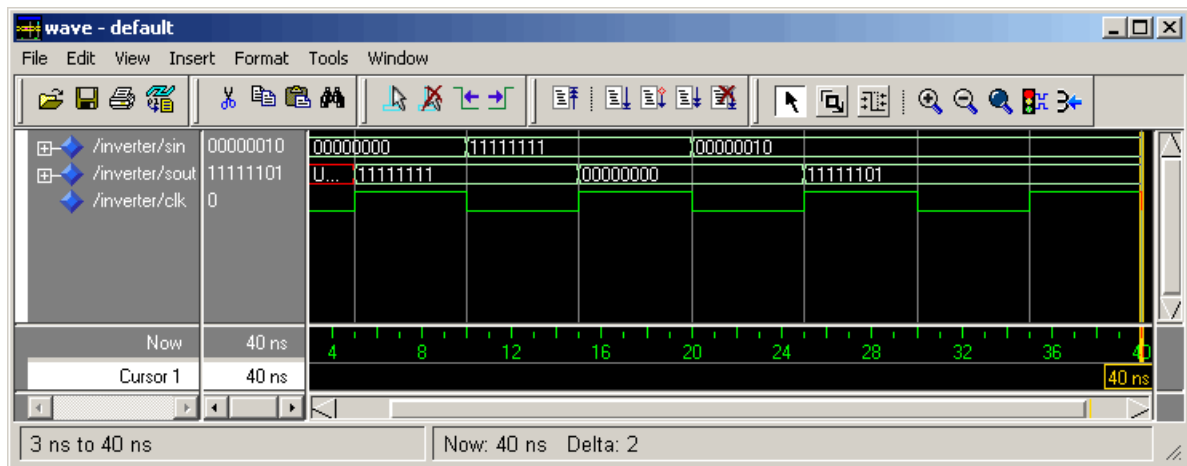 wave - default
File Edit View Insert Format Tools Window
/inverter/sin 00000010 00000000 11111111 00000010
/inverter/sout 11111101 U... 11111111 00000000 11111101
/inverter/clk 0
Now 40 ns 4 8 12 16 20 24 28 32 36 40
Cursor 1 40 ns 40 ns
3 ns to 40 ns Now: 40 ns Delta: 2